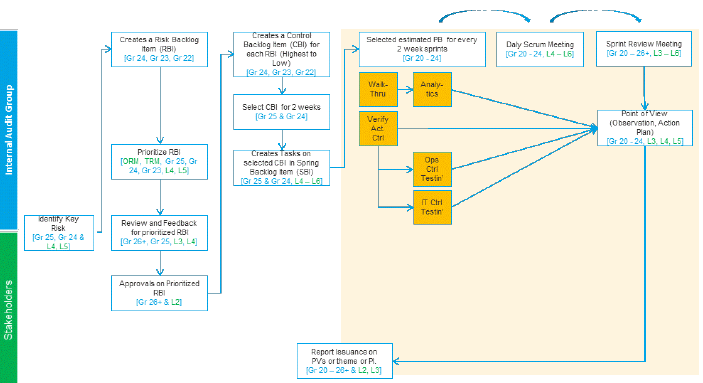 Internal Audit Group
Stakeholders
Identify Key
Risk
[Gr 25, Gr 24 &
L4, L5]
Creates a Risk Backlog
Item (RBI)
[Gr 24, Gr 23, Gr 22]
Prioritize RBI
[ORM, TRM, Gr 25, Gr
24, Gr 23, L4, L5]
Review and Feedback
for prioritized RBI
[Gr 26+, Gr 25, L3, L4]
Approvals on Prioritized
RBI
[Gr 26+ & L2]
Creates a Control
Backlog Item (CBI) for
each RBI (Highest to
Low)
[Gr 24, Gr 23, Gr 22]
Select CBI for 2 weeks
[Gr 25 & Gr 24]
Creates Tasks on
selected CBI in Spring
Backlog Item (SBI)
[Gr 25 & Gr 24, L4 – L6]
Selected estimated PB for every
2 week sprints
[Gr 20 - 24]
Daly Scrum Meeting
[Gr 20 - 24, L4 – L6]
Sprint Review Meeting
[Gr 20 – 26+, L3 – L6]
Walk-
Thru
Analy-
tics
Verify
Act.
Ctrl
Ops
Ctrl
Testin'
IT Ctrl
Testin'
Point of View
(Observation, Action
Plan)
[Gr 20 - 24, L3, L4, L5]
Report Issuance on
PVs or theme or PI.
[Gr 20 – 26+ & L2, L3]